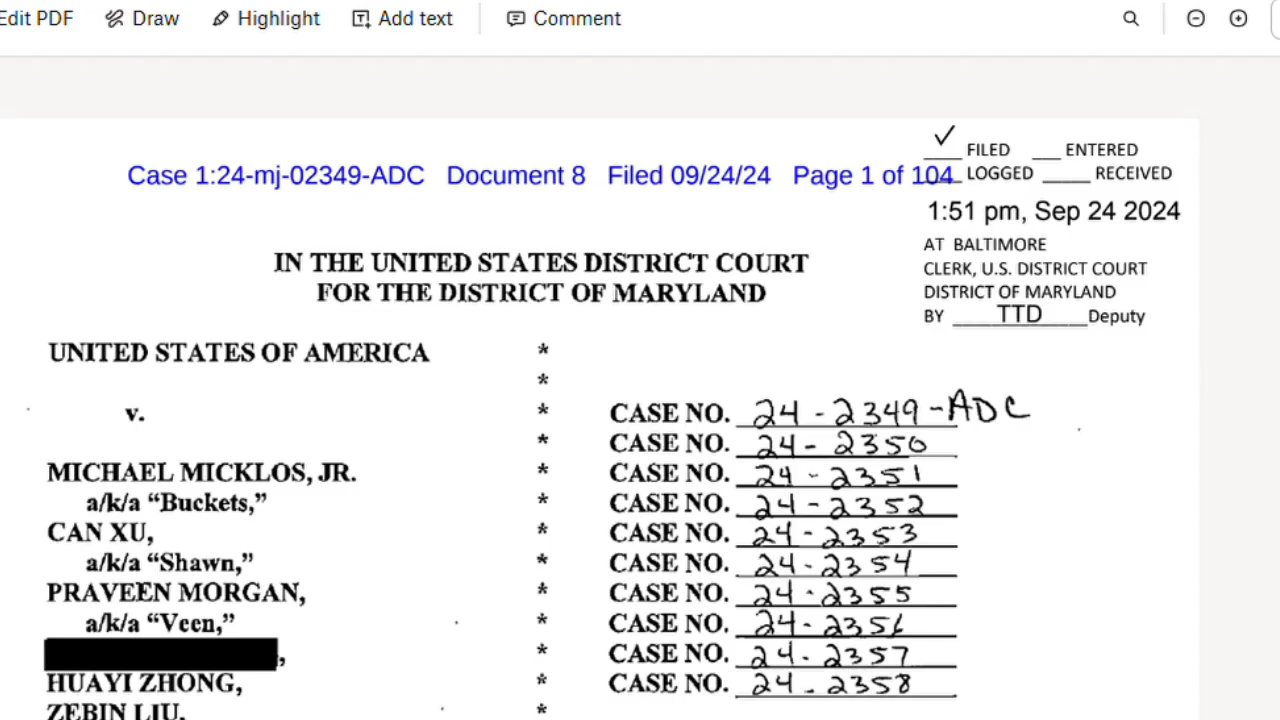 Edit PDF Draw Highlight Add text Comment
✓ FILED ___ ENTERED
___ LOGGED _____ RECEIVED
Case 1:24-mj-02349-ADC Document 8 Filed 09/24/24 Page 1 of 104
1:51 pm, Sep 24 2024
AT BALTIMORE
CLERK, U.S. DISTRICT COURT
DISTRICT OF MARYLAND
BY TTD Deputy
IN THE UNITED STATES DISTRICT COURT
FOR THE DISTRICT OF MARYLAND
UNITED STATES OF AMERICA *
*
v. * CASE NO. 24-2349-ADC
* CASE NO. 24-2350
MICHAEL MICKLOS, JR. * CASE NO. 24-2351
a/k/a “Buckets,” * CASE NO. 24-2352
CAN XU, * CASE NO. 24-2353
a/k/a “Shawn,” * CASE NO. 24-2354
PRAVEEN MORGAN, * CASE NO. 24-2355
a/k/a “Veen,” * CASE NO. 24-2356
, * CASE NO. 24-2357
HUAYI ZHONG, * CASE NO. 24-2358
ZEBIN LIU, *